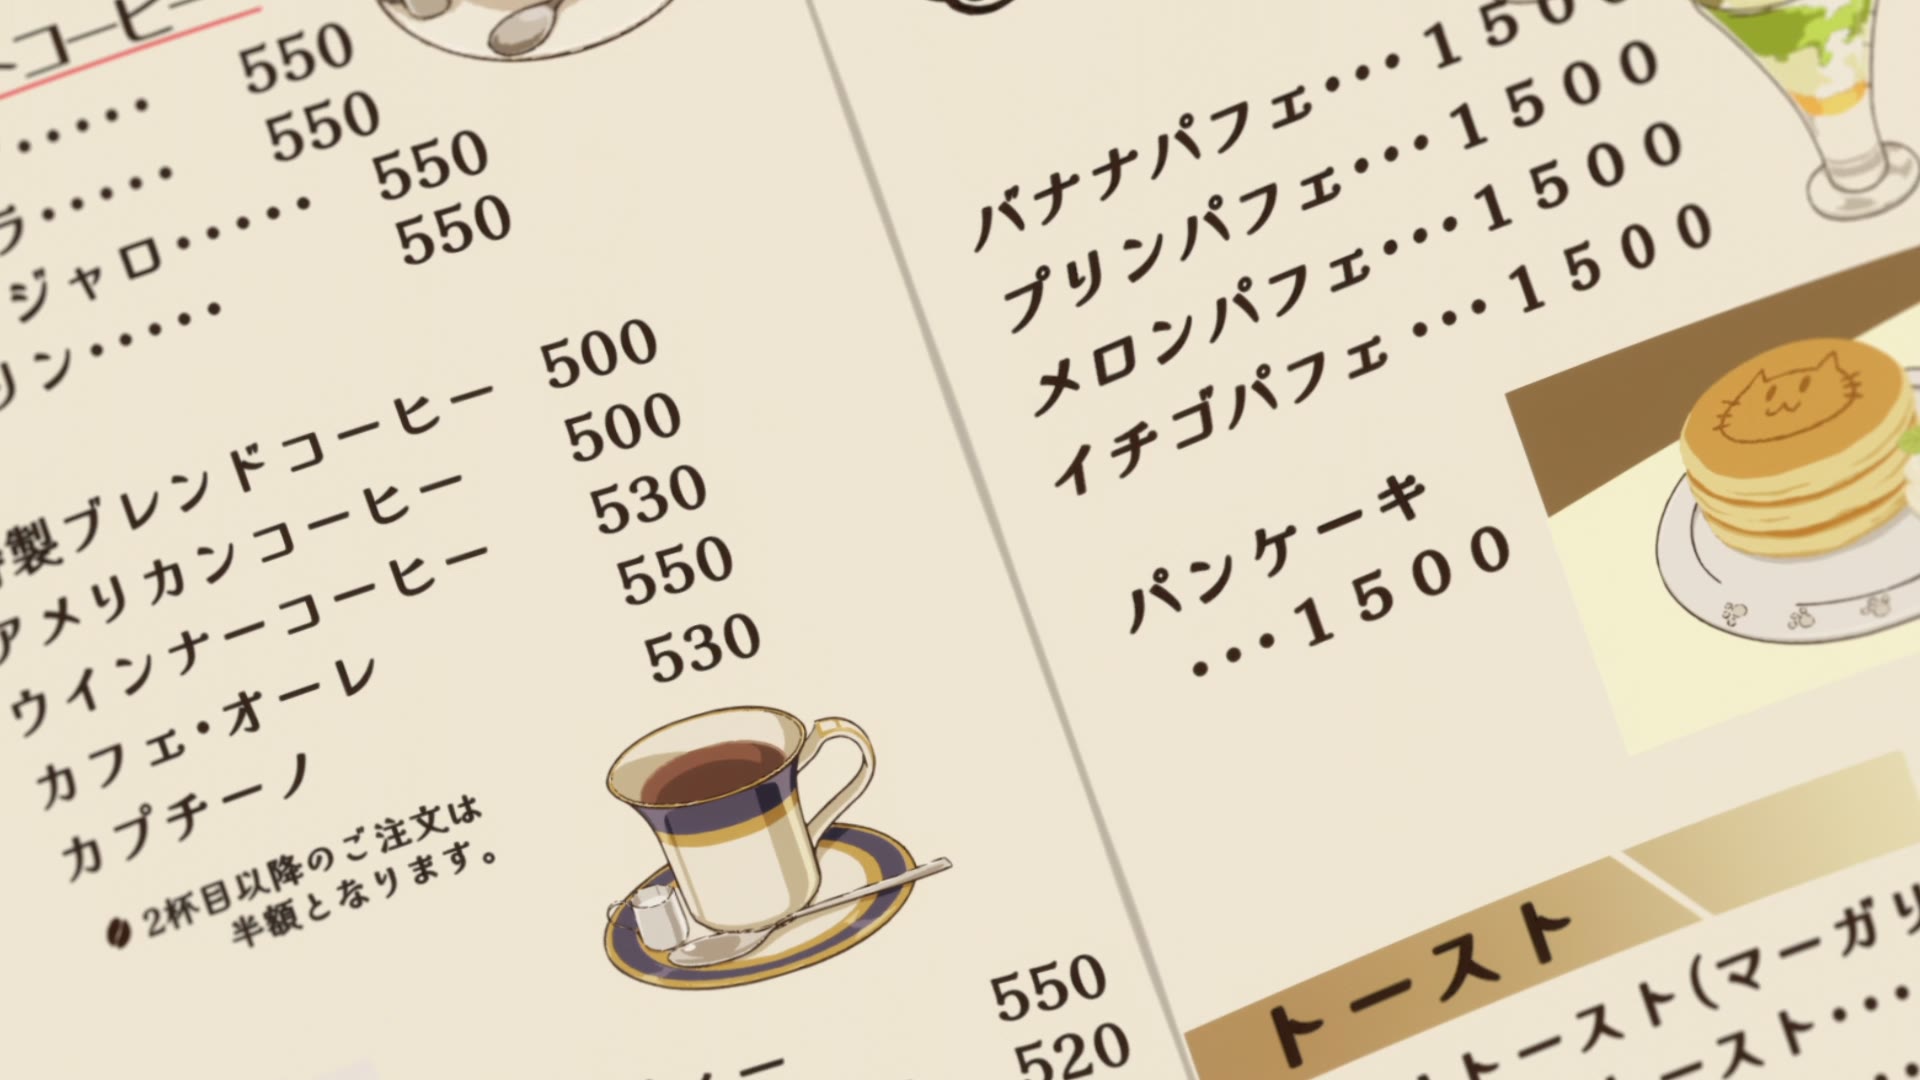 トコーヒー
・・・・・ 550
ラ・・・・・ 550
ジャロ・・・・・ 550
リン・・・・・ 550
製ブレンドコーヒー 500
アメリカンコーヒー 500
ウインナーコーヒー 530
カフェ・オーレ 550
カプチーノ 530
2杯目以降のご注文は
半額となります。
550
520
バナナパフェ・・・1500
プリンパフェ・・・1500
メロンパフェ・・・1500
イチゴパフェ・・・1500
パンケーキ
・・・1500
トースト
トースト(マーガリ
ースト・・・